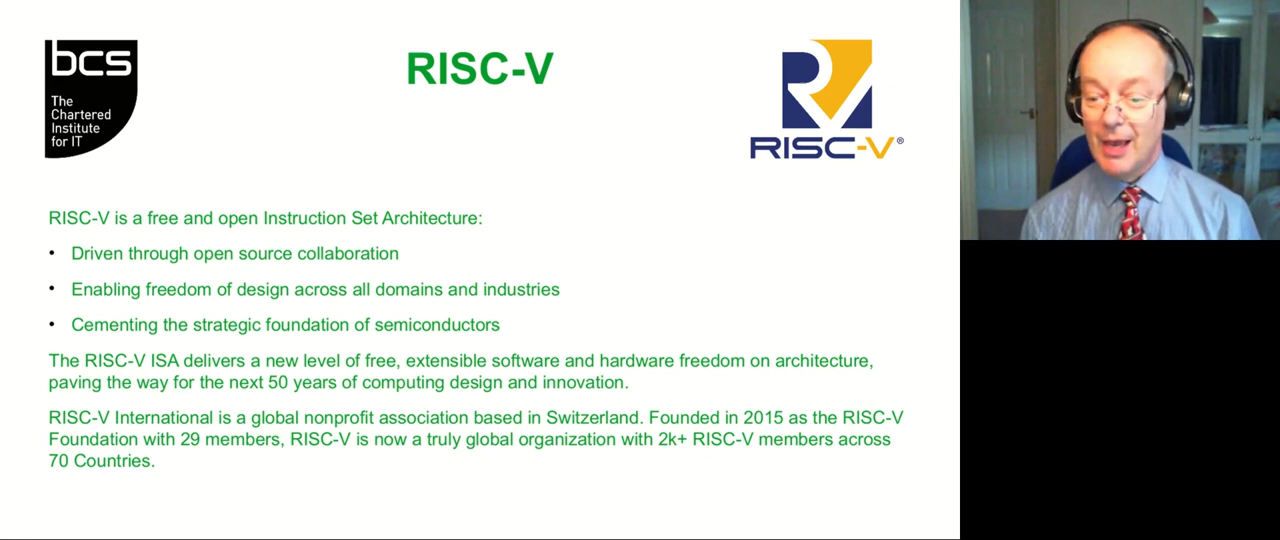 bcs
The
Chartered
Institute
for IT
RISC-V
RISC-V®
RISC-V is a free and open Instruction Set Architecture:
• Driven through open source collaboration
• Enabling freedom of design across all domains and industries
• Cementing the strategic foundation of semiconductors
The RISC-V ISA delivers a new level of free, extensible software and hardware freedom on architecture,
paving the way for the next 50 years of computing design and innovation.
RISC-V International is a global nonprofit association based in Switzerland. Founded in 2015 as the RISC-V
Foundation with 29 members, RISC-V is now a truly global organization with 2k+ RISC-V members across
70 Countries.